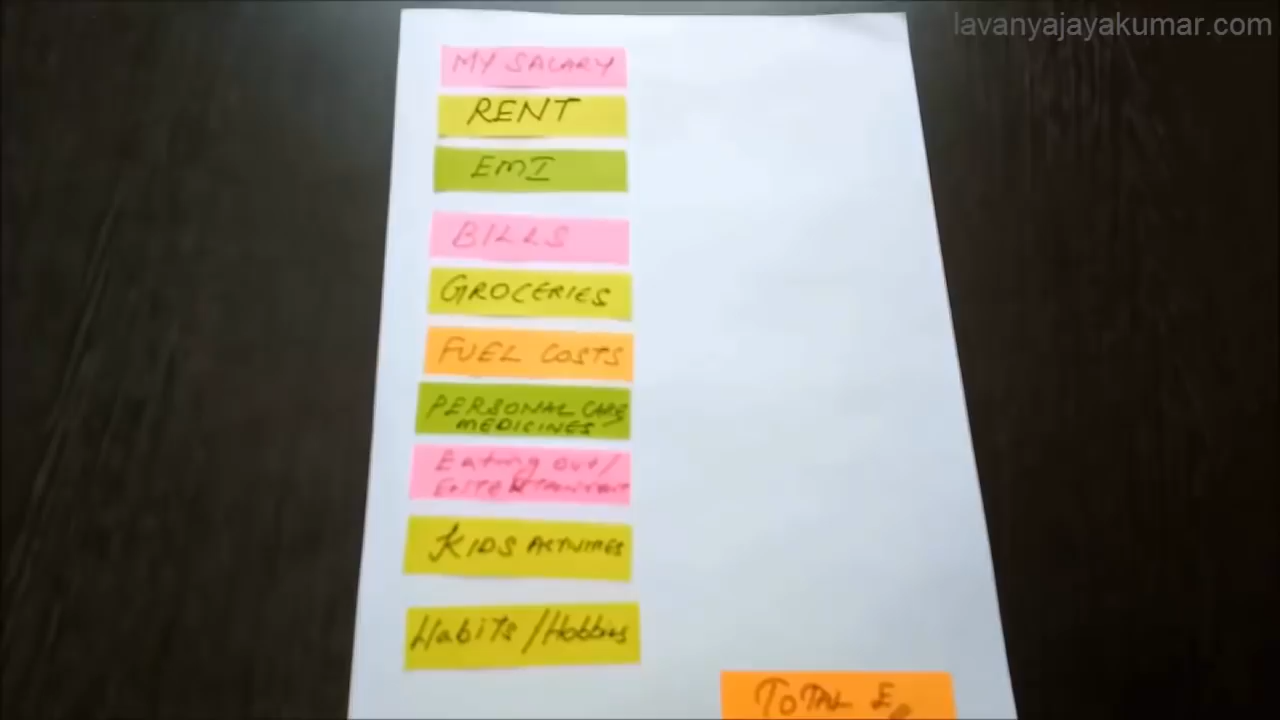 lavanyajayakumar.com
MY SALARY
RENT
EMI
BILLS
GROCERIES
FUEL COSTS
PERSONAL CARE
MEDICINES
Eating out/
ENTERTAINMENT
KIDS ACTIVITIES
Habits/Hobbies
TOTAL